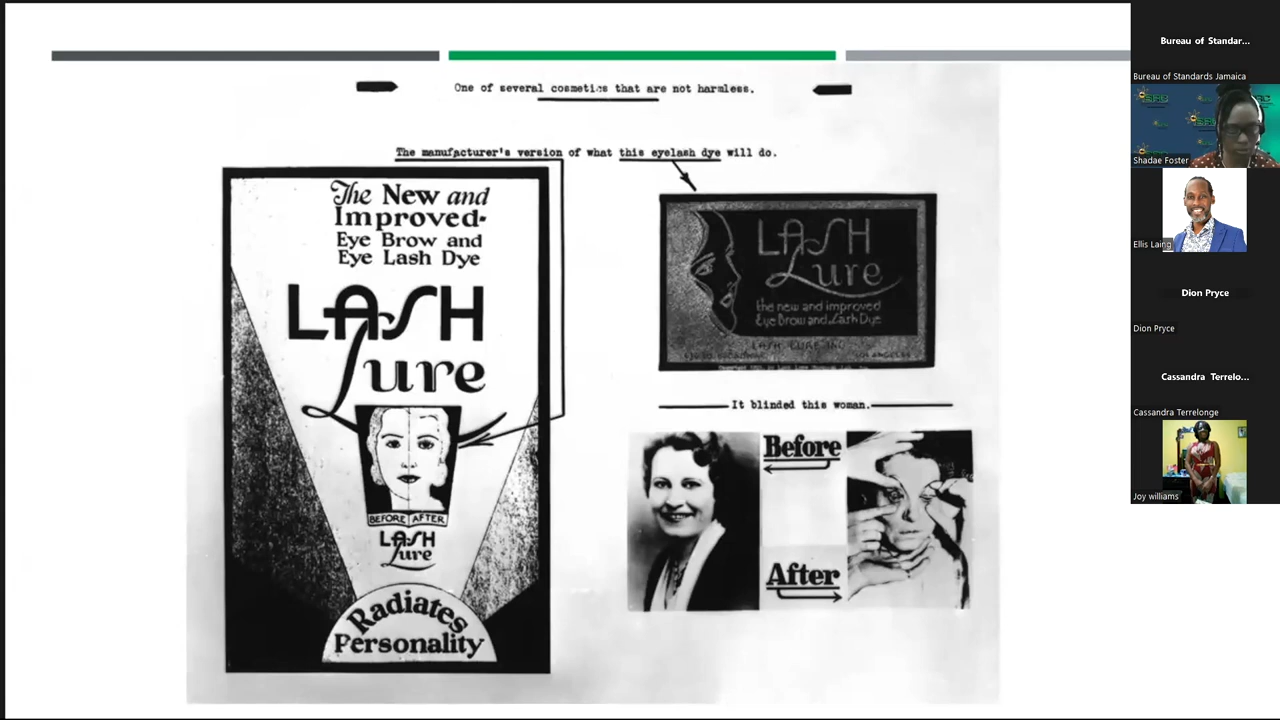 One of several cosmetics that are not harmless.
The manufacturer's version of what this eyelash dye will do.
The New and
Improved
Eye Brow and
Eye Lash Dye
LASH
Lure
BEFORE AFTER
LASH
Lure
Radiates
Personality
LASH
Lure
the new and improved
Eye Brow and Lash Dye
LASH LURE INC
LOS ANGELES
It blinded this woman.
Before
After
Bureau of Standar...
Bureau of Standards Jamaica
Shadae Foster
Ellis Laing
Dion Pryce
Dion Pryce
Cassandra Terrelo...
Cassandra Terrelonge
Joy williams